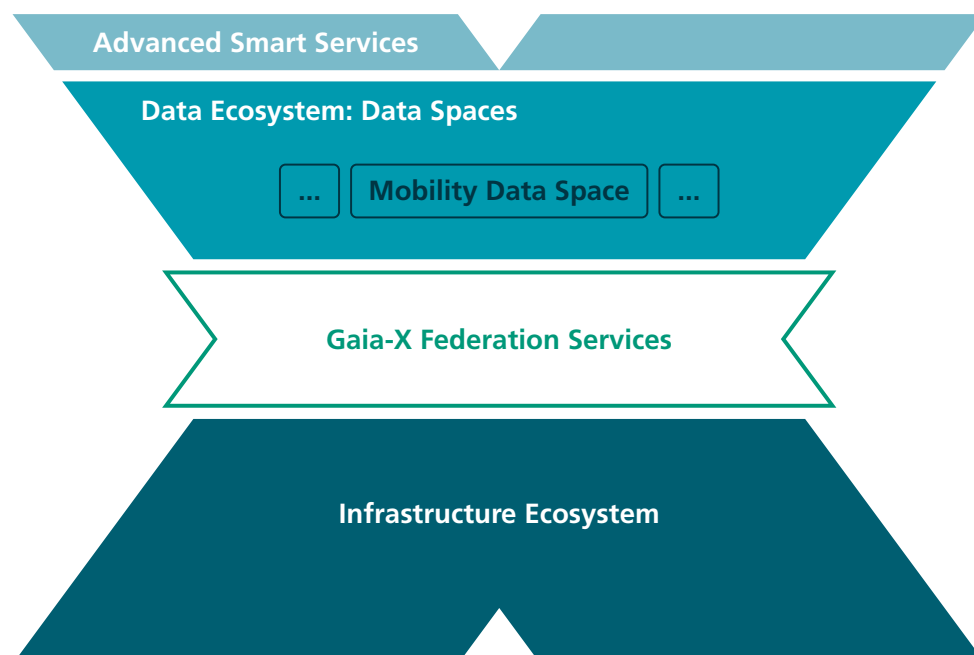 Advanced Smart Services
Data Ecosystem: Data Spaces
... Mobility Data Space ...
Gaia-X Federation Services
Infrastructure Ecosystem